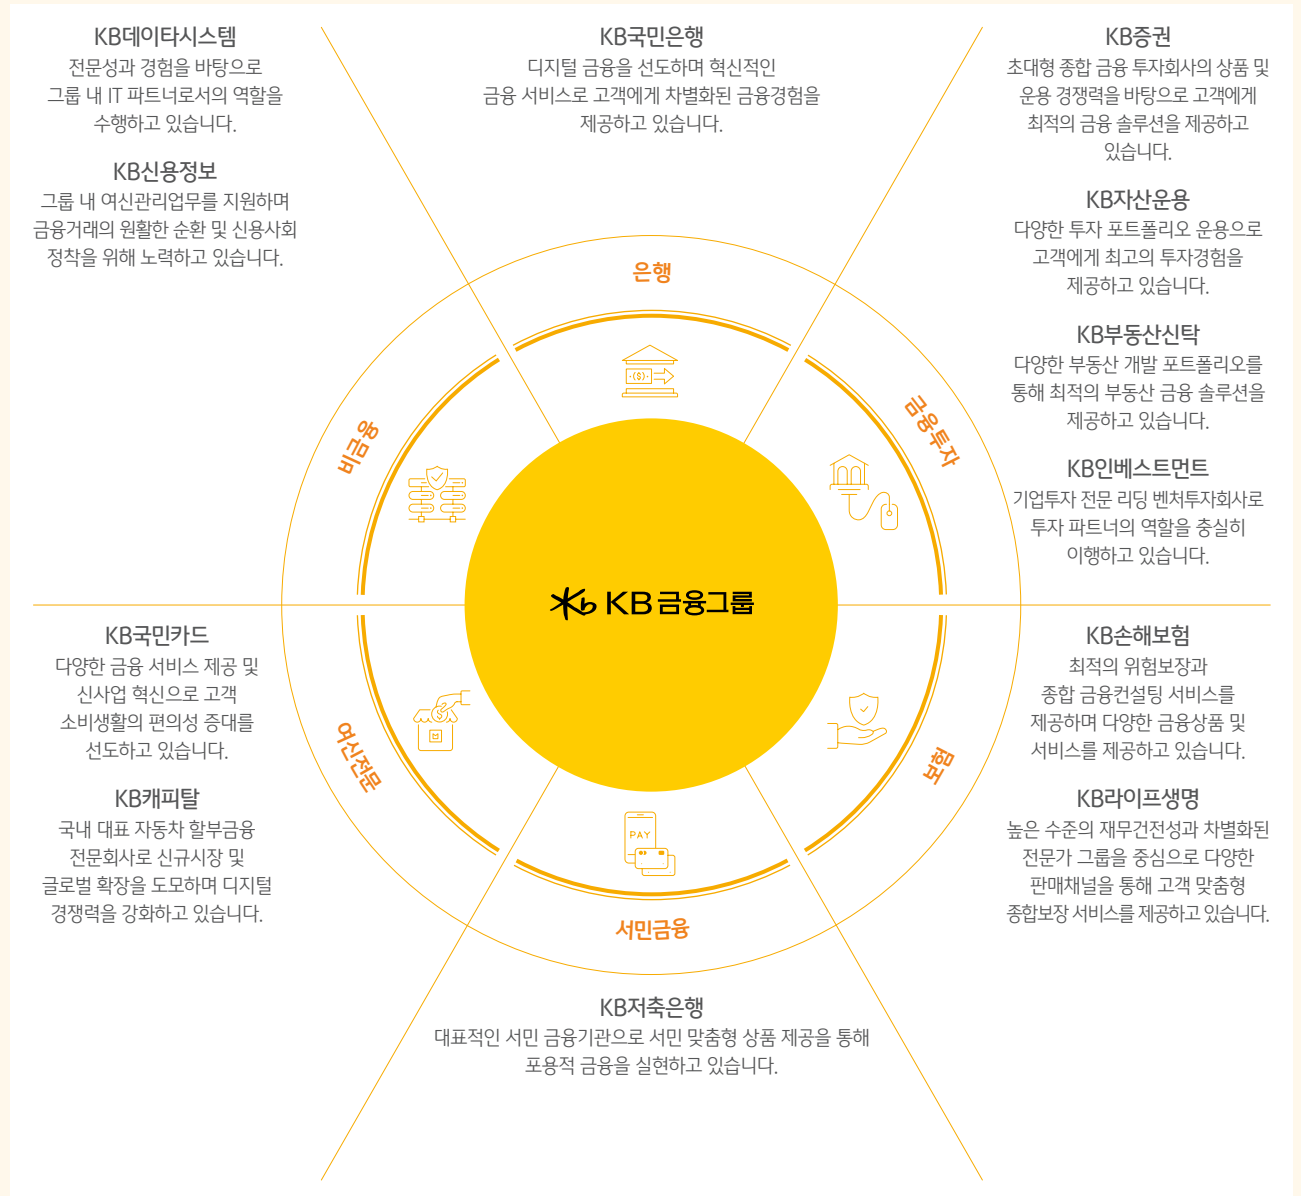 KB데이타시스템
전문성과 경험을 바탕으로
그룹 내 IT 파트너로서의 역할을
수행하고 있습니다.
KB신용정보
그룹 내 여신관리업무를 지원하며
금융거래의 원활한 순환 및 신용사회
정착을 위해 노력하고 있습니다.
KB국민은행
디지털 금융을 선도하며 혁신적인
금융 서비스로 고객에게 차별화된 금융경험을
제공하고 있습니다.
KB증권
초대형 종합 금융 투자회사의 상품 및
운용 경쟁력을 바탕으로 고객에게
최적의 금융 솔루션을 제공하고
있습니다.
KB자산운용
다양한 투자 포트폴리오 운용으로
고객에게 최고의 투자경험을
제공하고 있습니다.
KB부동산신탁
다양한 부동산 개발 포트폴리오를
통해 최적의 부동산 금융 솔루션을
제공하고 있습니다.
KB인베스트먼트
기업투자 전문 리딩 벤처투자회사로
투자 파트너의 역할을 충실히
이행하고 있습니다.
은행
($)
비금융
금융투자
KB 금융그룹
여신전문
보험
PAY
서민금융
KB국민카드
다양한 금융 서비스 제공 및
신사업 혁신으로 고객
소비생활의 편의성 증대를
선도하고 있습니다.
KB캐피탈
국내 대표 자동차 할부금융
전문회사로 신규시장 및
글로벌 확장을 도모하며 디지털
경쟁력을 강화하고 있습니다.
KB손해보험
최적의 위험보장과
종합 금융컨설팅 서비스를
제공하며 다양한 금융상품 및
서비스를 제공하고 있습니다.
KB라이프생명
높은 수준의 재무건전성과 차별화된
전문가 그룹을 중심으로 다양한
판매채널을 통해 고객 맞춤형
종합보장 서비스를 제공하고 있습니다.
KB저축은행
대표적인 서민 금융기관으로 서민 맞춤형 상품 제공을 통해
포용적 금융을 실현하고 있습니다.